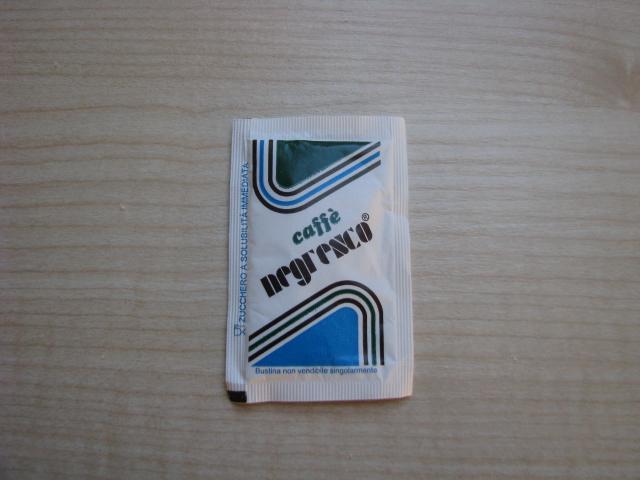 caffè
negresco®
ZUCCHERO A SOLUBILITÀ IMMEDIATA
Bustina non vendibile singolarmente